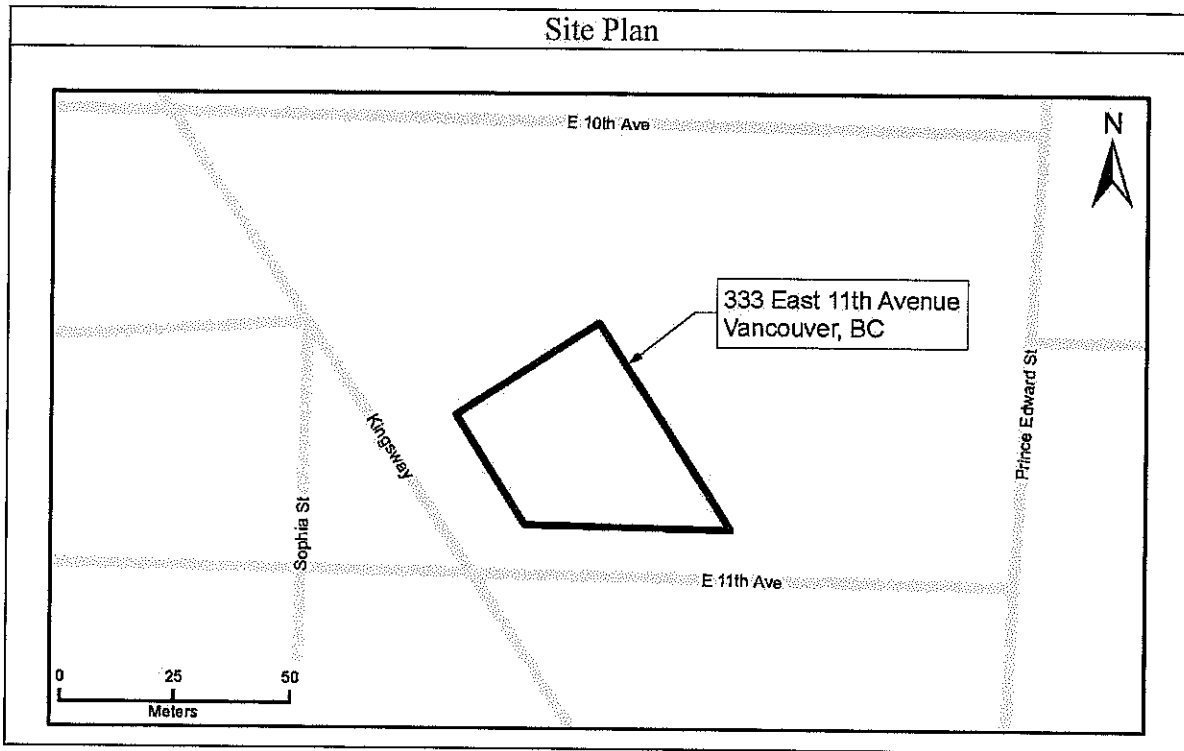 Site Plan
E 10th Ave
N
333 East 11th Avenue
Vancouver, BC
Kingsway
Prince Edward St
Sophia St
E 11th Ave
0 25 50
Meters